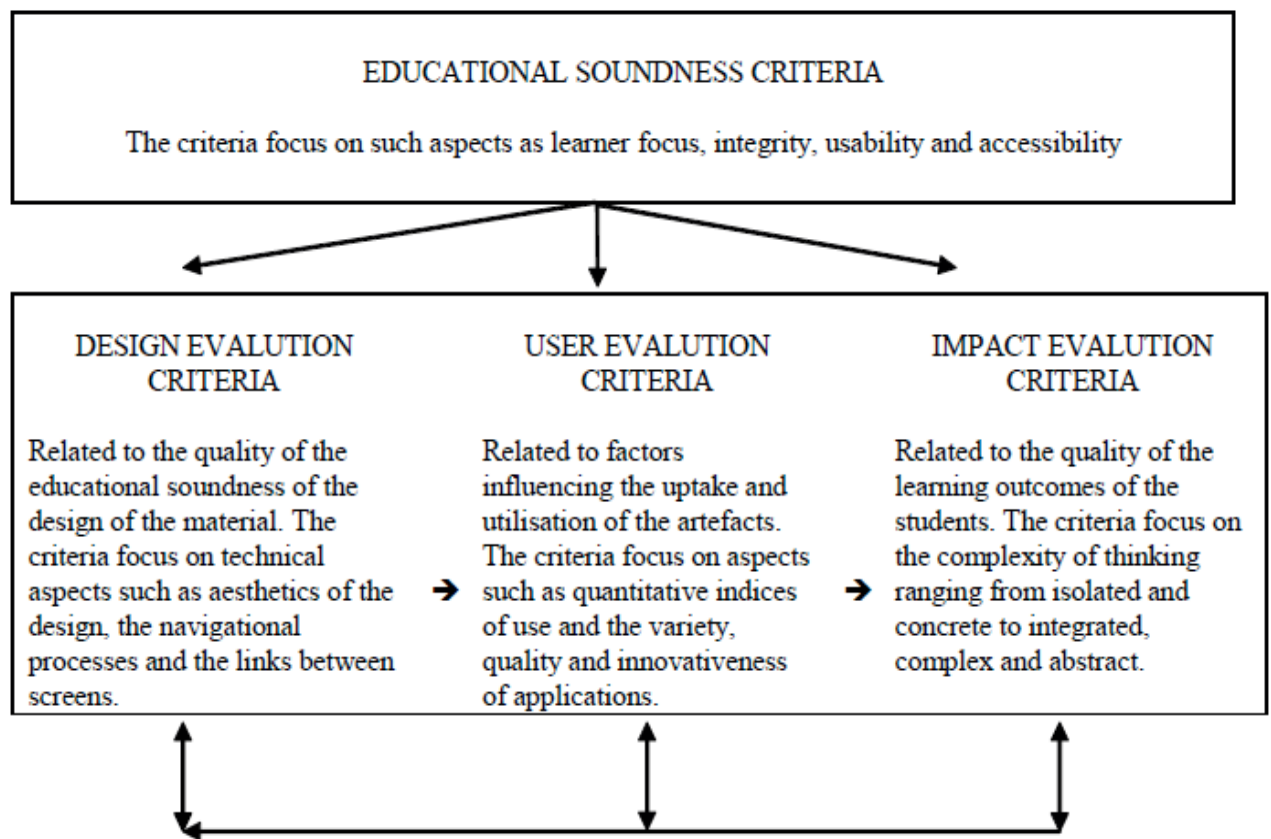 EDUCATIONAL SOUNDNESS CRITERIA
The criteria focus on such aspects as learner focus, integrity, usability and accessibility
DESIGN EVALUTION
CRITERIA
Related to the quality of the
educational soundness of the
design of the material. The
criteria focus on technical
aspects such as aesthetics of the
design, the navigational
processes and the links between
screens.
USER EVALUTION
CRITERIA
Related to factors
influencing the uptake and
utilisation of the artefacts.
The criteria focus on aspects
such as quantitative indices
of use and the variety,
quality and innovativeness
of applications.
IMPACT EVALUTION
CRITERIA
Related to the quality of the
learning outcomes of the
students. The criteria focus on
the complexity of thinking
ranging from isolated and
concrete to integrated,
complex and abstract.